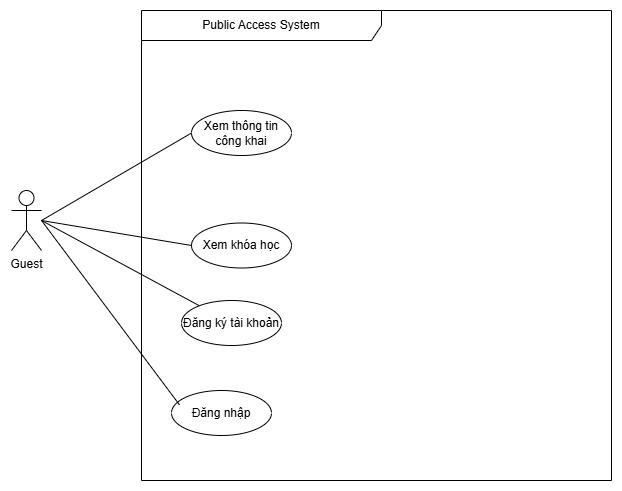 Public Access System
Xem thông tin
công khai
Xem khóa học
Guest
Đăng ký tài khoản
Đăng nhập